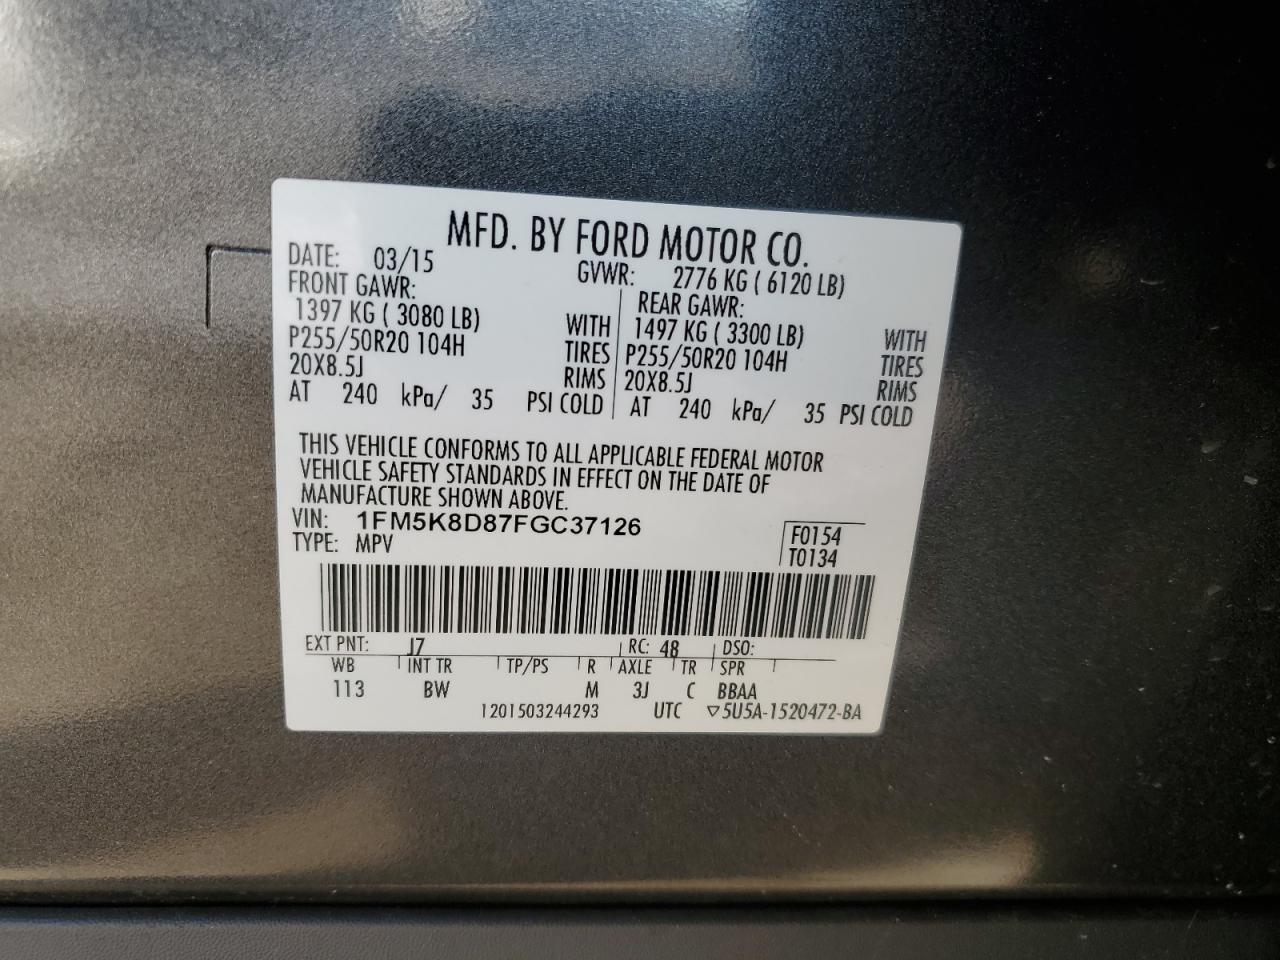 MFD. BY FORD MOTOR CO.
DATE: 03/15 GVWR: 2776 KG ( 6120 LB)
FRONT GAWR: REAR GAWR:
1397 KG ( 3080 LB) WITH 1497 KG ( 3300 LB) WITH
P255/50R20 104H TIRES P255/50R20 104H TIRES
20X8.5J RIMS 20X8.5J RIMS
AT 240 kPa/ 35 PSI COLD AT 240 kPa/ 35 PSI COLD
THIS VEHICLE CONFORMS TO ALL APPLICABLE FEDERAL MOTOR
VEHICLE SAFETY STANDARDS IN EFFECT ON THE DATE OF
MANUFACTURE SHOWN ABOVE.
VIN: 1FM5K8D87FGC37126 F0154
TYPE: MPV T0134
EXT PNT: J7 RC: 48 DSO:
WB INT TR TP/PS R AXLE TR SPR
113 BW M 3J C BBAA
1201503244293 UTC ▽5U5A-1520472-BA